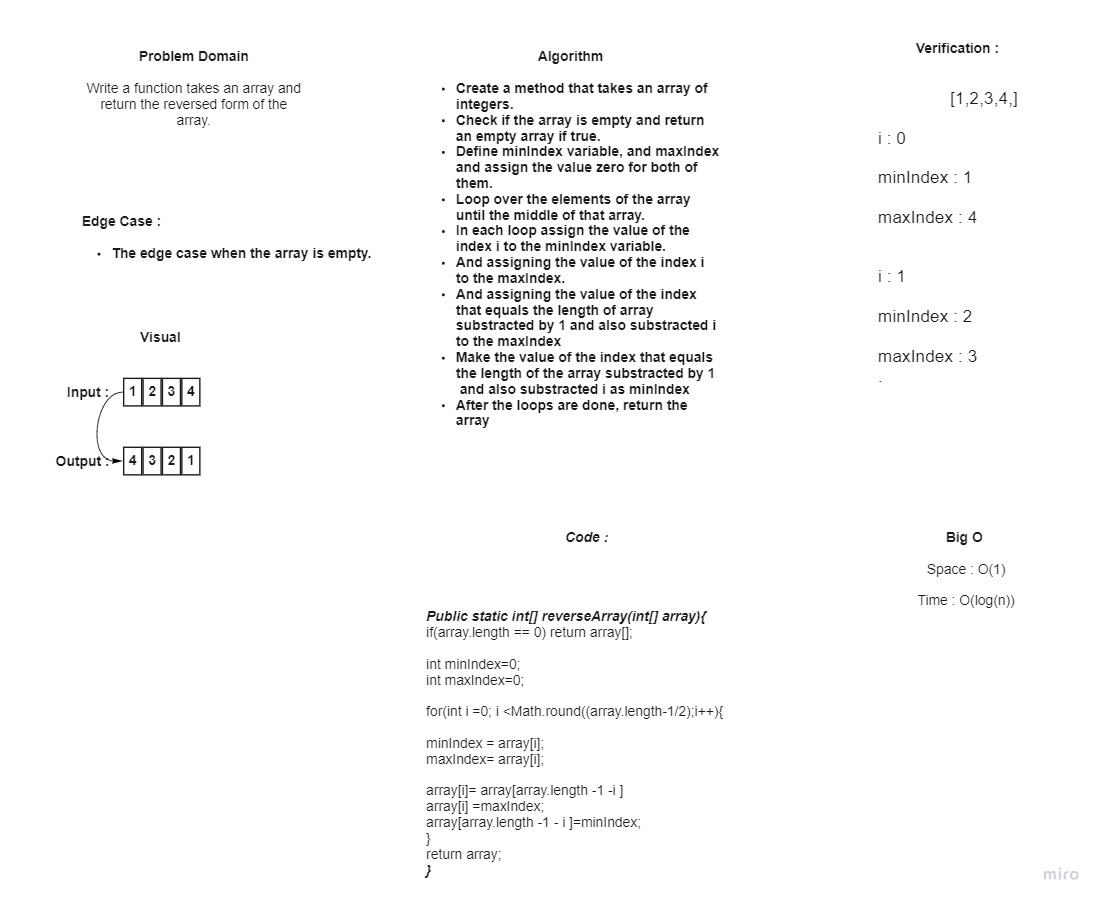 Problem Domain
Write a function takes an array and
return the reversed form of the
array.
Edge Case :
• The edge case when the array is empty.
Visual
Input : 1 2 3 4
Output : 4 3 2 1
Algorithm
• Create a method that takes an array of
integers.
• Check if the array is empty and return
an empty array if true.
• Define minIndex variable, and maxIndex
and assign the value zero for both of
them.
• Loop over the elements of the array
until the middle of that array.
• In each loop assign the value of the
index i to the minIndex variable.
• And assigning the value of the index i
to the maxIndex.
• And assigning the value of the index
that equals the length of array
substracted by 1 and also substracted i
to the maxIndex
• Make the value of the index that equals
the length of the array substracted by 1
and also substracted i as minIndex
• After the loops are done, return the
array
Verification :
[1,2,3,4,]
i : 0
minIndex : 1
maxIndex : 4
i : 1
minIndex : 2
maxIndex : 3
.
Code :
Public static int[] reverseArray(int[] array){
if(array.length == 0) return array[];
int minIndex=0;
int maxIndex=0;
for(int i =0; i <Math.round((array.length-1/2);i++){
minIndex = array[i];
maxIndex= array[i];
array[i]= array[array.length -1 -i ]
array[i] =maxIndex;
array[array.length -1 - i ]=minIndex;
}
return array;
}
Big O
Space : O(1)
Time : O(log(n))
miro